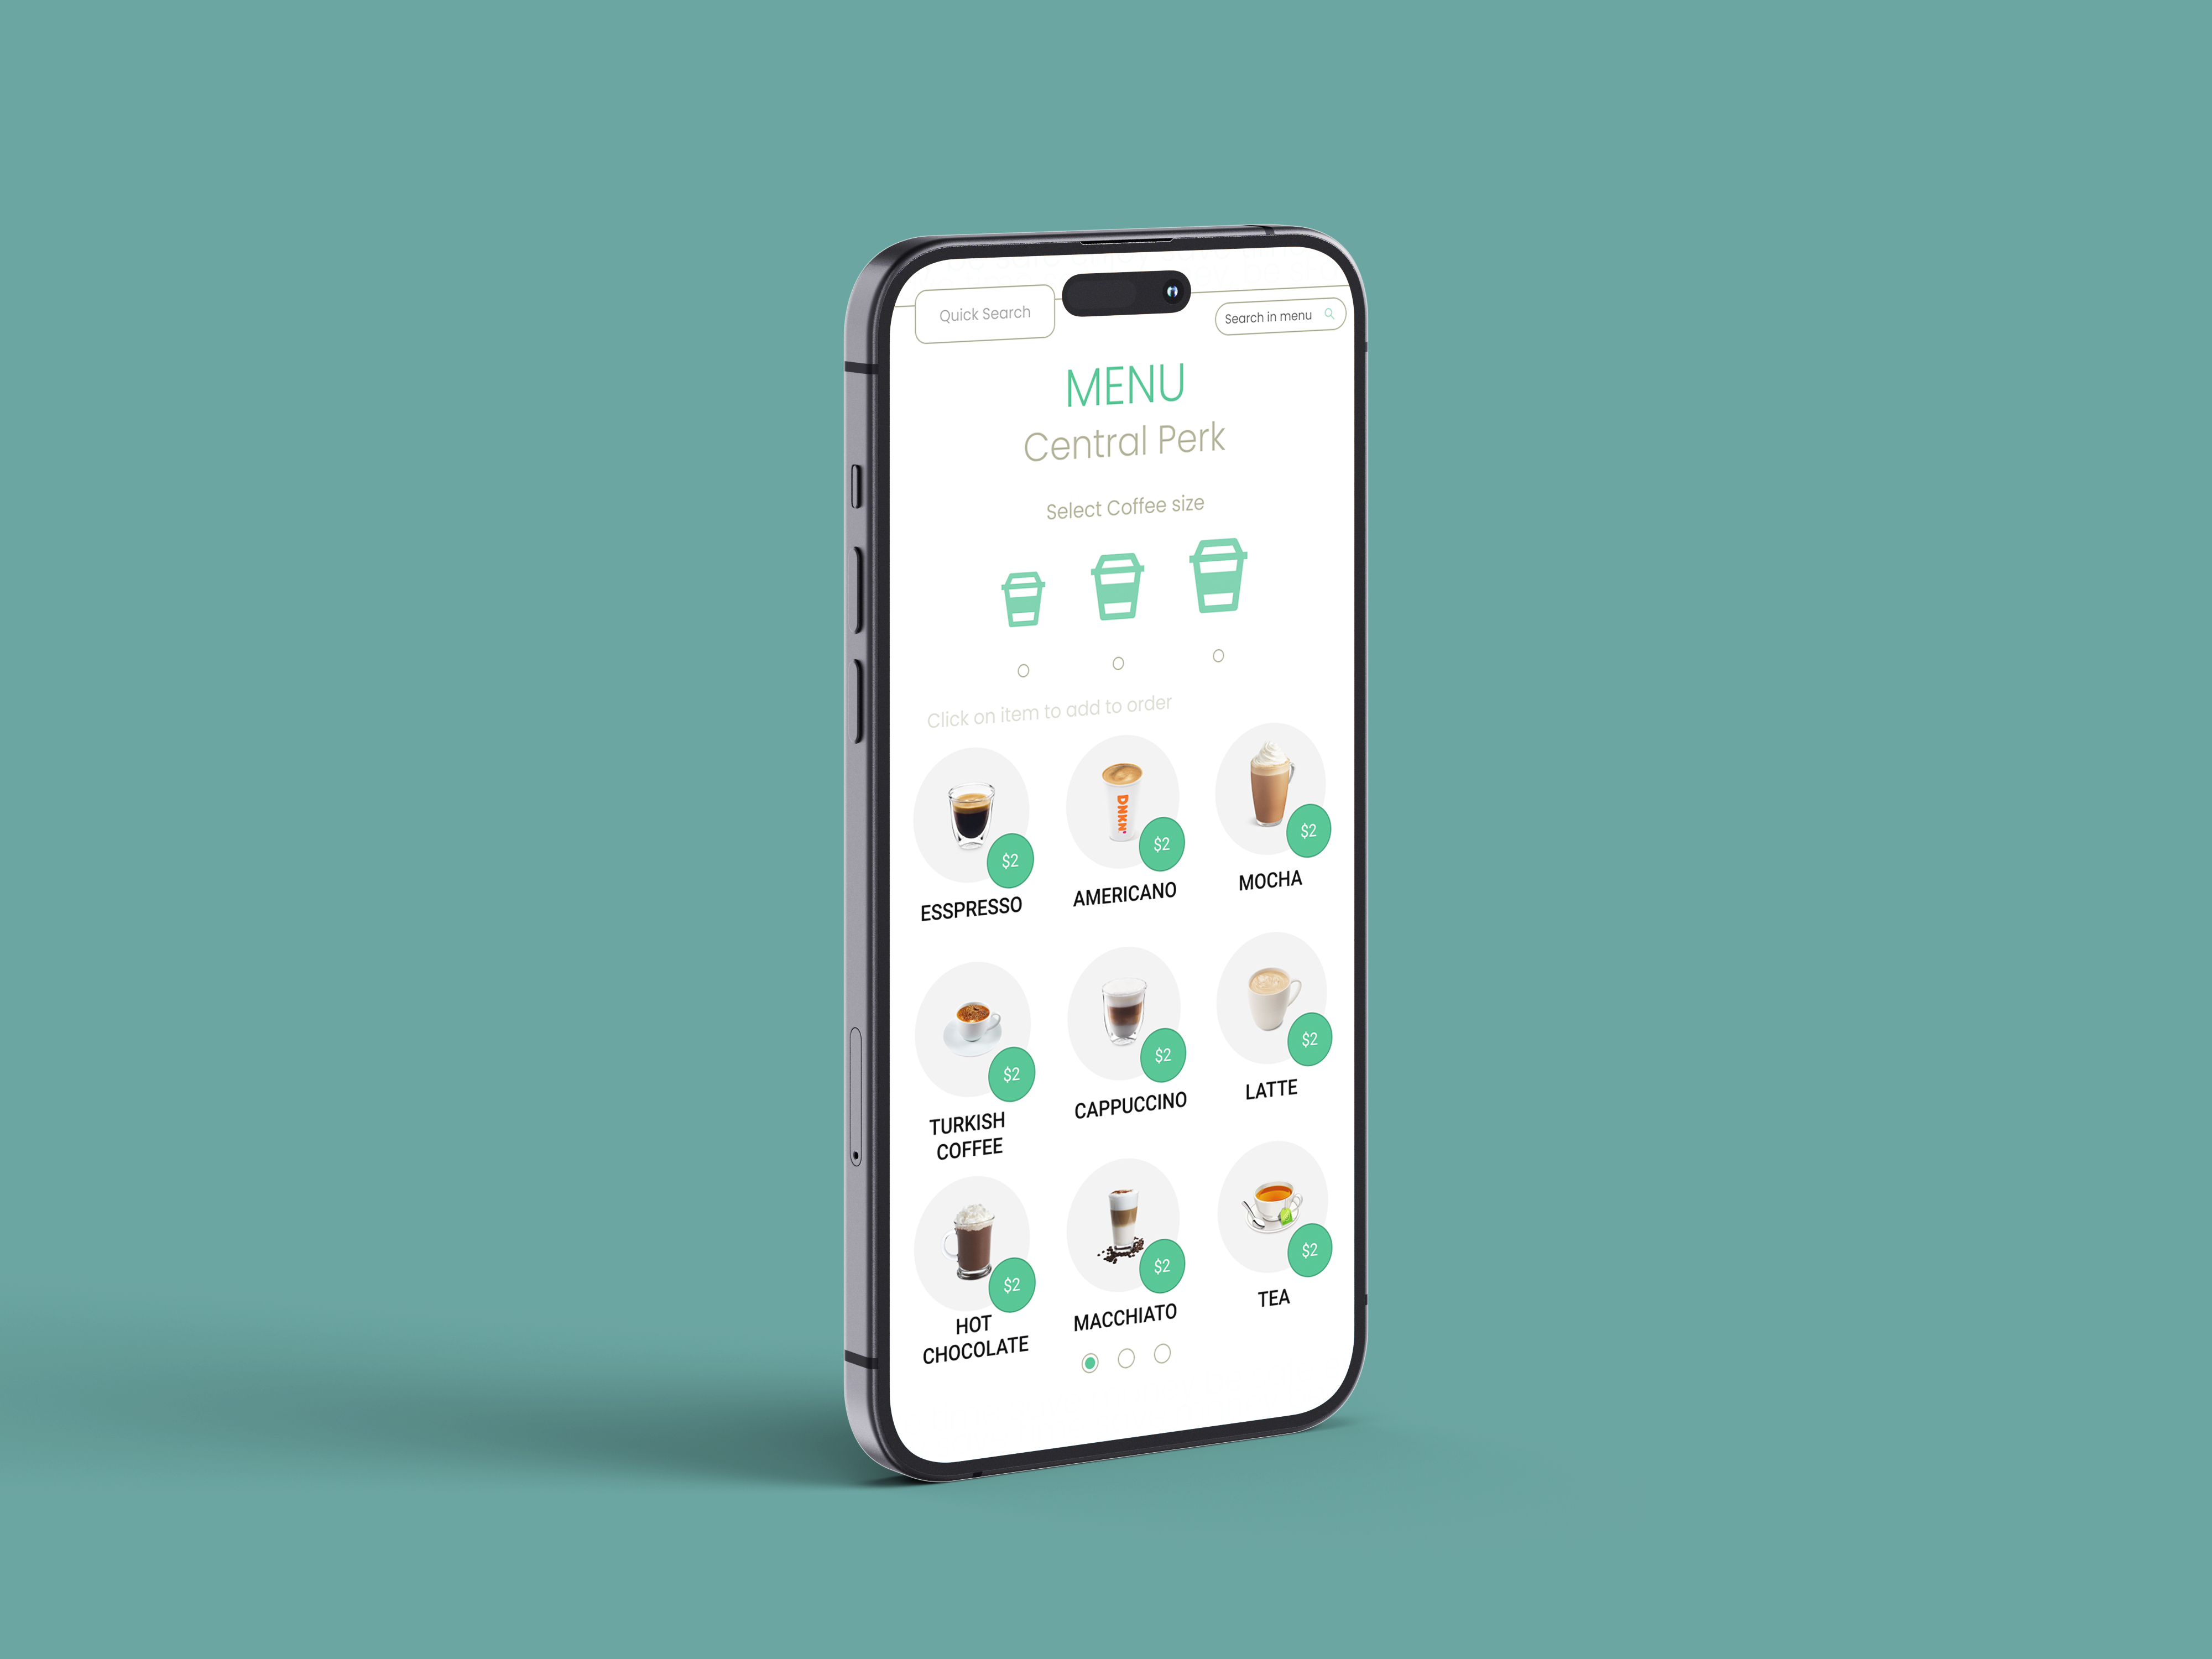 Quick Search
Search in menu
MENU
Central Perk
Select Coffee size
Click on item to add to order
DNKN'
$2
$2
$2
ESSPRESSO
AMERICANO
MOCHA
$2
$2
$2
TURKISH
COFFEE
CAPPUCCINO
LATTE
$2
$2
$2
HOT
CHOCOLATE
MACCHIATO
TEA